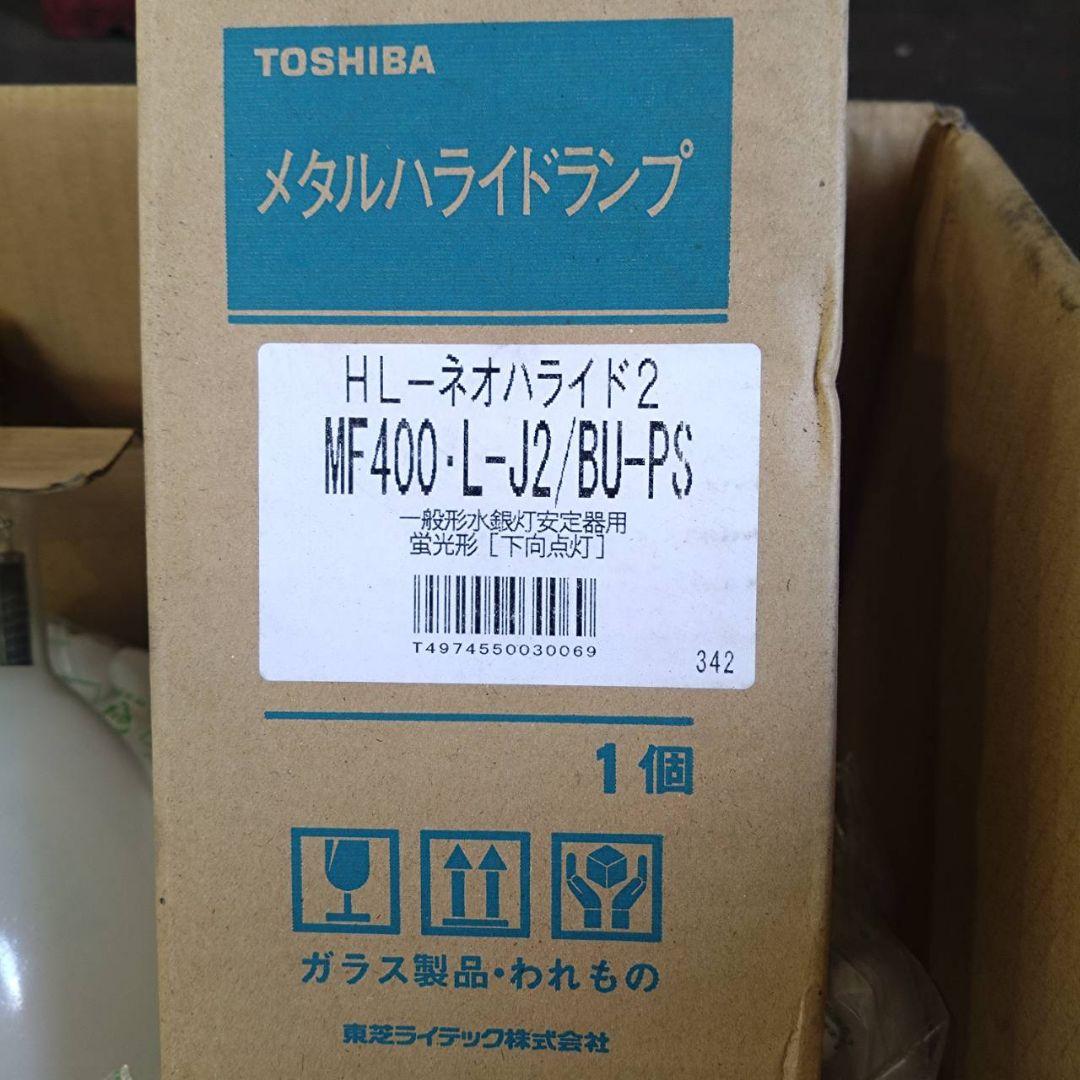 TOSHIBA
メタルハライドランプ
HL-ネオハライド2
MF400・L-J2/BU-PS
一般形水銀灯安定器用
蛍光形[下向点灯]
T4974550030069
342
1個
ガラス製品・われもの
東芝ライテック株式会社